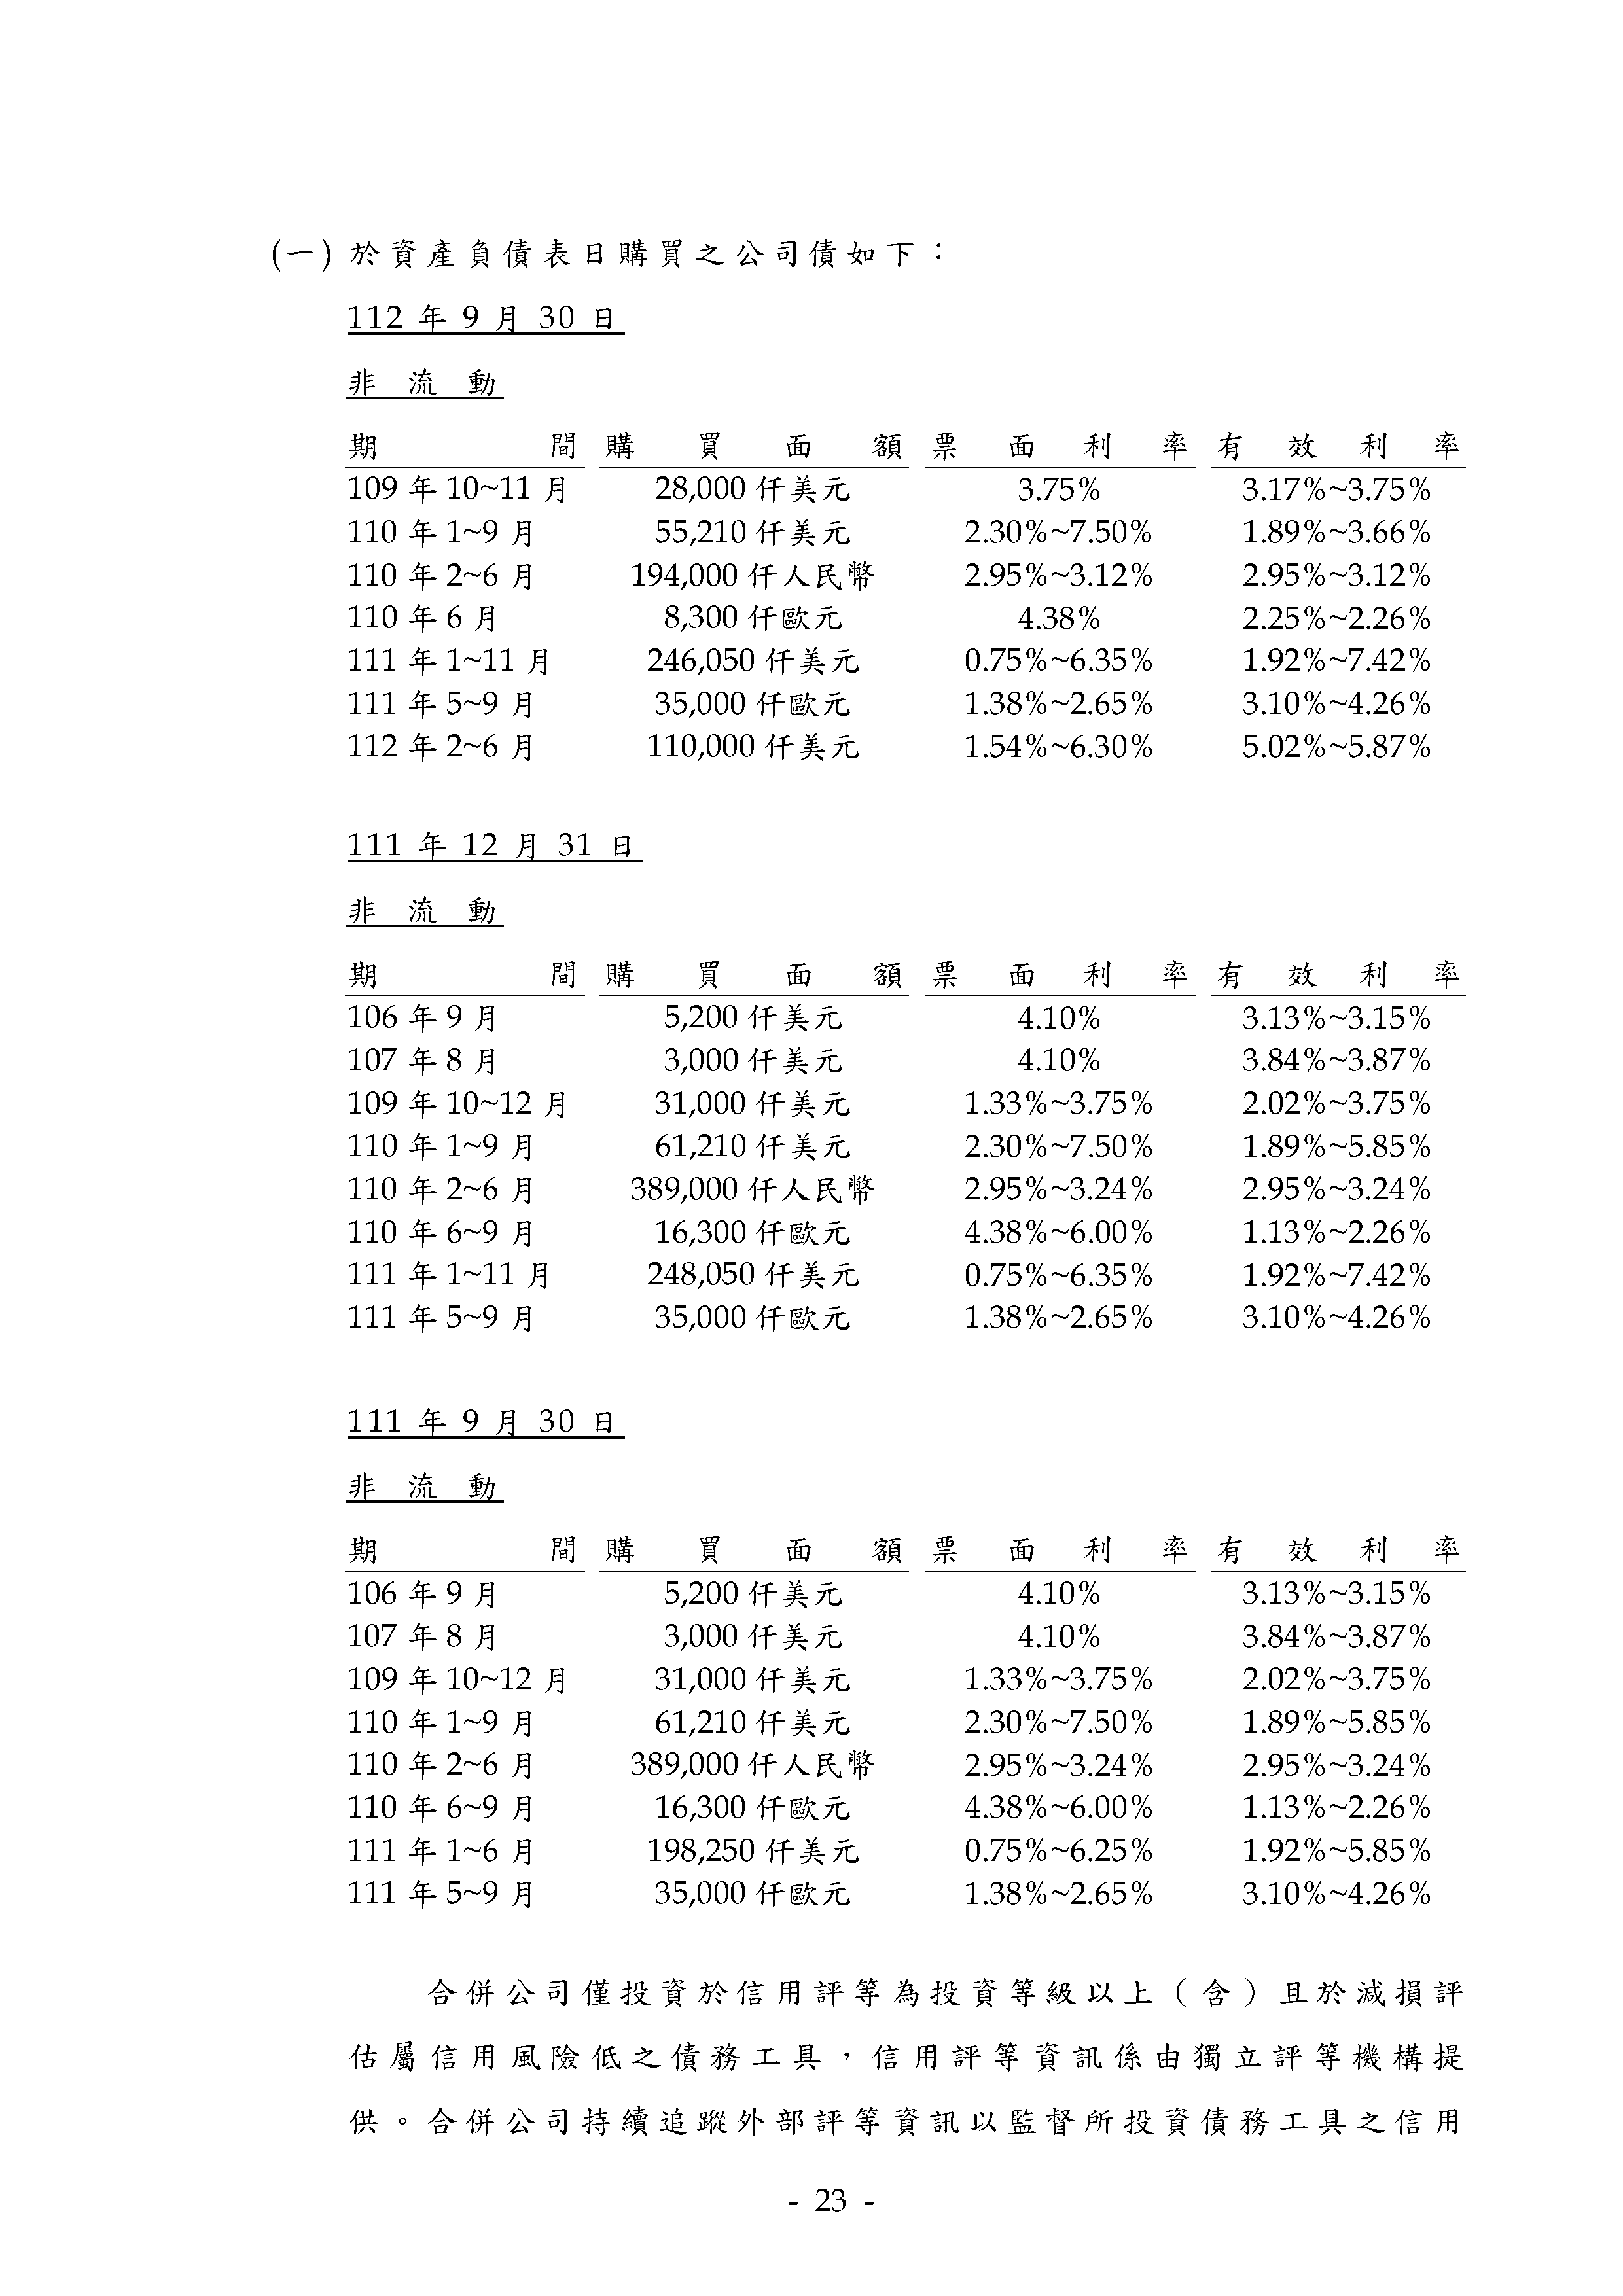 (一) 於資產負債表日購買之公司債如下：
112 年 9 月 30 日
非流動
期間 購買面額 票面利率 有效利率
109 年 10~11 月 28,000 仟美元 3.75% 3.17%~3.75%
110 年 1~9 月 55,210 仟美元 2.30%~7.50% 1.89%~3.66%
110 年 2~6 月 194,000 仟人民幣 2.95%~3.12% 2.95%~3.12%
110 年 6 月 8,300 仟歐元 4.38% 2.25%~2.26%
111 年 1~11 月 246,050 仟美元 0.75%~6.35% 1.92%~7.42%
111 年 5~9 月 35,000 仟歐元 1.38%~2.65% 3.10%~4.26%
112 年 2~6 月 110,000 仟美元 1.54%~6.30% 5.02%~5.87%
111 年 12 月 31 日
非流動
期間 購買面額 票面利率 有效利率
106 年 9 月 5,200 仟美元 4.10% 3.13%~3.15%
107 年 8 月 3,000 仟美元 4.10% 3.84%~3.87%
109 年 10~12 月 31,000 仟美元 1.33%~3.75% 2.02%~3.75%
110 年 1~9 月 61,210 仟美元 2.30%~7.50% 1.89%~5.85%
110 年 2~6 月 389,000 仟人民幣 2.95%~3.24% 2.95%~3.24%
110 年 6~9 月 16,300 仟歐元 4.38%~6.00% 1.13%~2.26%
111 年 1~11 月 248,050 仟美元 0.75%~6.35% 1.92%~7.42%
111 年 5~9 月 35,000 仟歐元 1.38%~2.65% 3.10%~4.26%
111 年 9 月 30 日
非流動
期間 購買面額 票面利率 有效利率
106 年 9 月 5,200 仟美元 4.10% 3.13%~3.15%
107 年 8 月 3,000 仟美元 4.10% 3.84%~3.87%
109 年 10~12 月 31,000 仟美元 1.33%~3.75% 2.02%~3.75%
110 年 1~9 月 61,210 仟美元 2.30%~7.50% 1.89%~5.85%
110 年 2~6 月 389,000 仟人民幣 2.95%~3.24% 2.95%~3.24%
110 年 6~9 月 16,300 仟歐元 4.38%~6.00% 1.13%~2.26%
111 年 1~6 月 198,250 仟美元 0.75%~6.25% 1.92%~5.85%
111 年 5~9 月 35,000 仟歐元 1.38%~2.65% 3.10%~4.26%
合併公司僅投資於信用評等為投資等級以上（含）且於減損評
估屬信用風險低之債務工具，信用評等資訊係由獨立評等機構提
供。合併公司持續追蹤外部評等資訊以監督所投資債務工具之信用
- 23 -